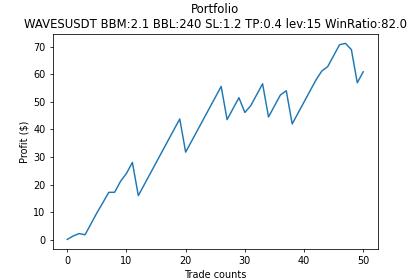 Portfolio
WAVESUSDT BBM:2.1 BBL:240 SL:1.2 TP:0.4 lev:15 WinRatio:82.0
70
60
50
40
30
20
10
0
Profit ($)
0 10 20 30 40 50
Trade counts